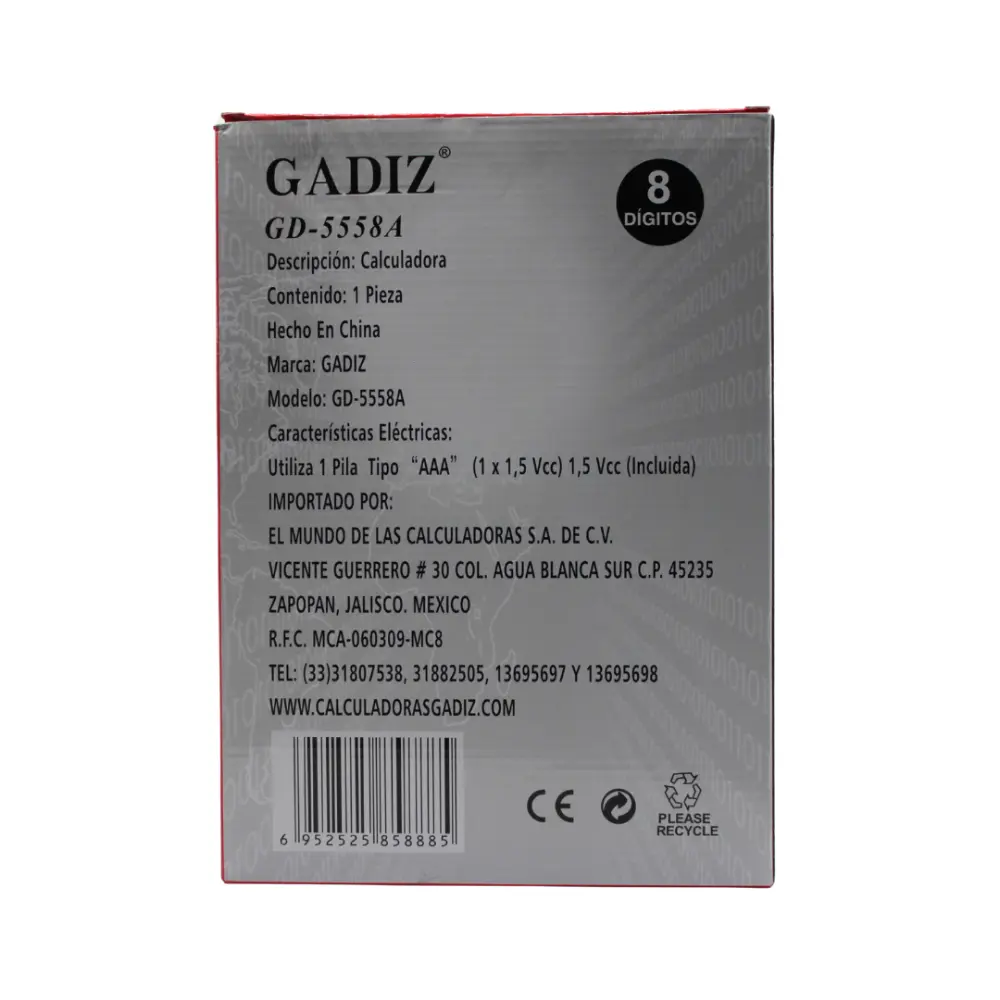 GADIZ®
8
DÍGITOS
GD-5558A
Descripción: Calculadora
Contenido: 1 Pieza
Hecho En China
Marca: GADIZ
Modelo: GD-5558A
Características Eléctricas:
Utiliza 1 Pila Tipo “AAA” (1 x 1,5 Vcc) 1,5 Vcc (Incluida)
IMPORTADO POR:
EL MUNDO DE LAS CALCULADORAS S.A. DE C.V.
VICENTE GUERRERO # 30 COL. AGUA BLANCA SUR C.P. 45235
ZAPOPAN, JALISCO. MEXICO
R.F.C. MCA-060309-MC8
TEL: (33)31807538, 31882505, 13695697 Y 13695698
WWW.CALCULADORASGADIZ.COM
6 952525 858885
CE
PLEASE
RECYCLE